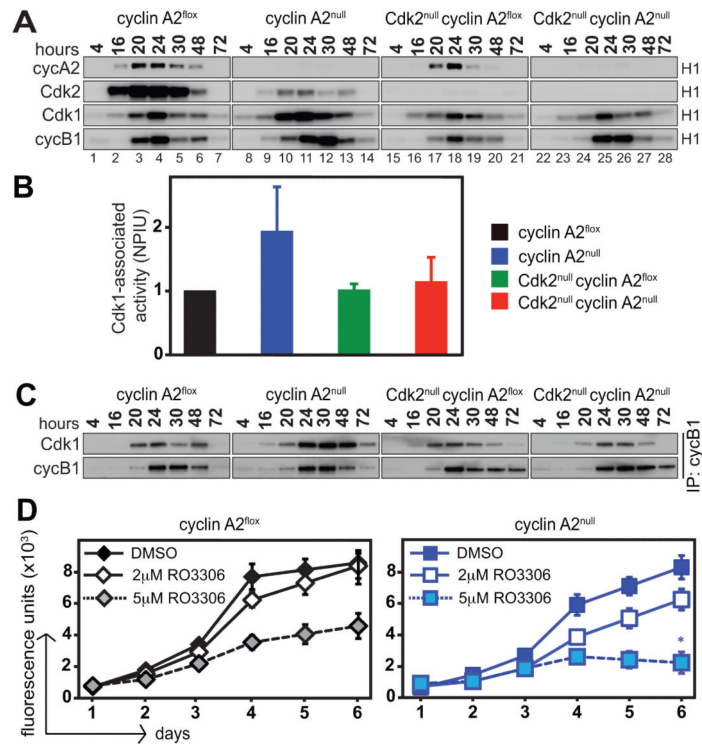 A
cyclin A2flox cyclin A2null Cdk2null cyclin A2flox Cdk2null cyclin A2null
hours 4 16 20 24 30 48 72 4 16 20 24 30 48 72 4 16 20 24 30 48 72 4 16 20 24 30 48 72
cycA2 H1
Cdk2 H1
Cdk1 H1
cycB1 H1
1 2 3 4 5 6 7 8 9 10 11 12 13 14 15 16 17 18 19 20 21 22 23 24 25 26 27 28
B
Cdk1-associated
activity (NPIU)
2
1
0
cyclin A2flox
cyclin A2null
Cdk2null cyclin A2flox
Cdk2null cyclin A2null
C
cyclin A2flox cyclin A2null Cdk2null cyclin A2flox Cdk2null cyclin A2null
hours 4 16 20 24 30 48 72 4 16 20 24 30 48 72 4 16 20 24 30 48 72 4 16 20 24 30 48 72
Cdk1
cycB1
IP: cycB1
D
cyclin A2flox
fluorescence units (x10³)
8
6
4
2
0
DMSO
2µM RO3306
5µM RO3306
1 2 3 4 5 6
days
cyclin A2null
8
6
4
2
0
DMSO
2µM RO3306
5µM RO3306
*
1 2 3 4 5 6